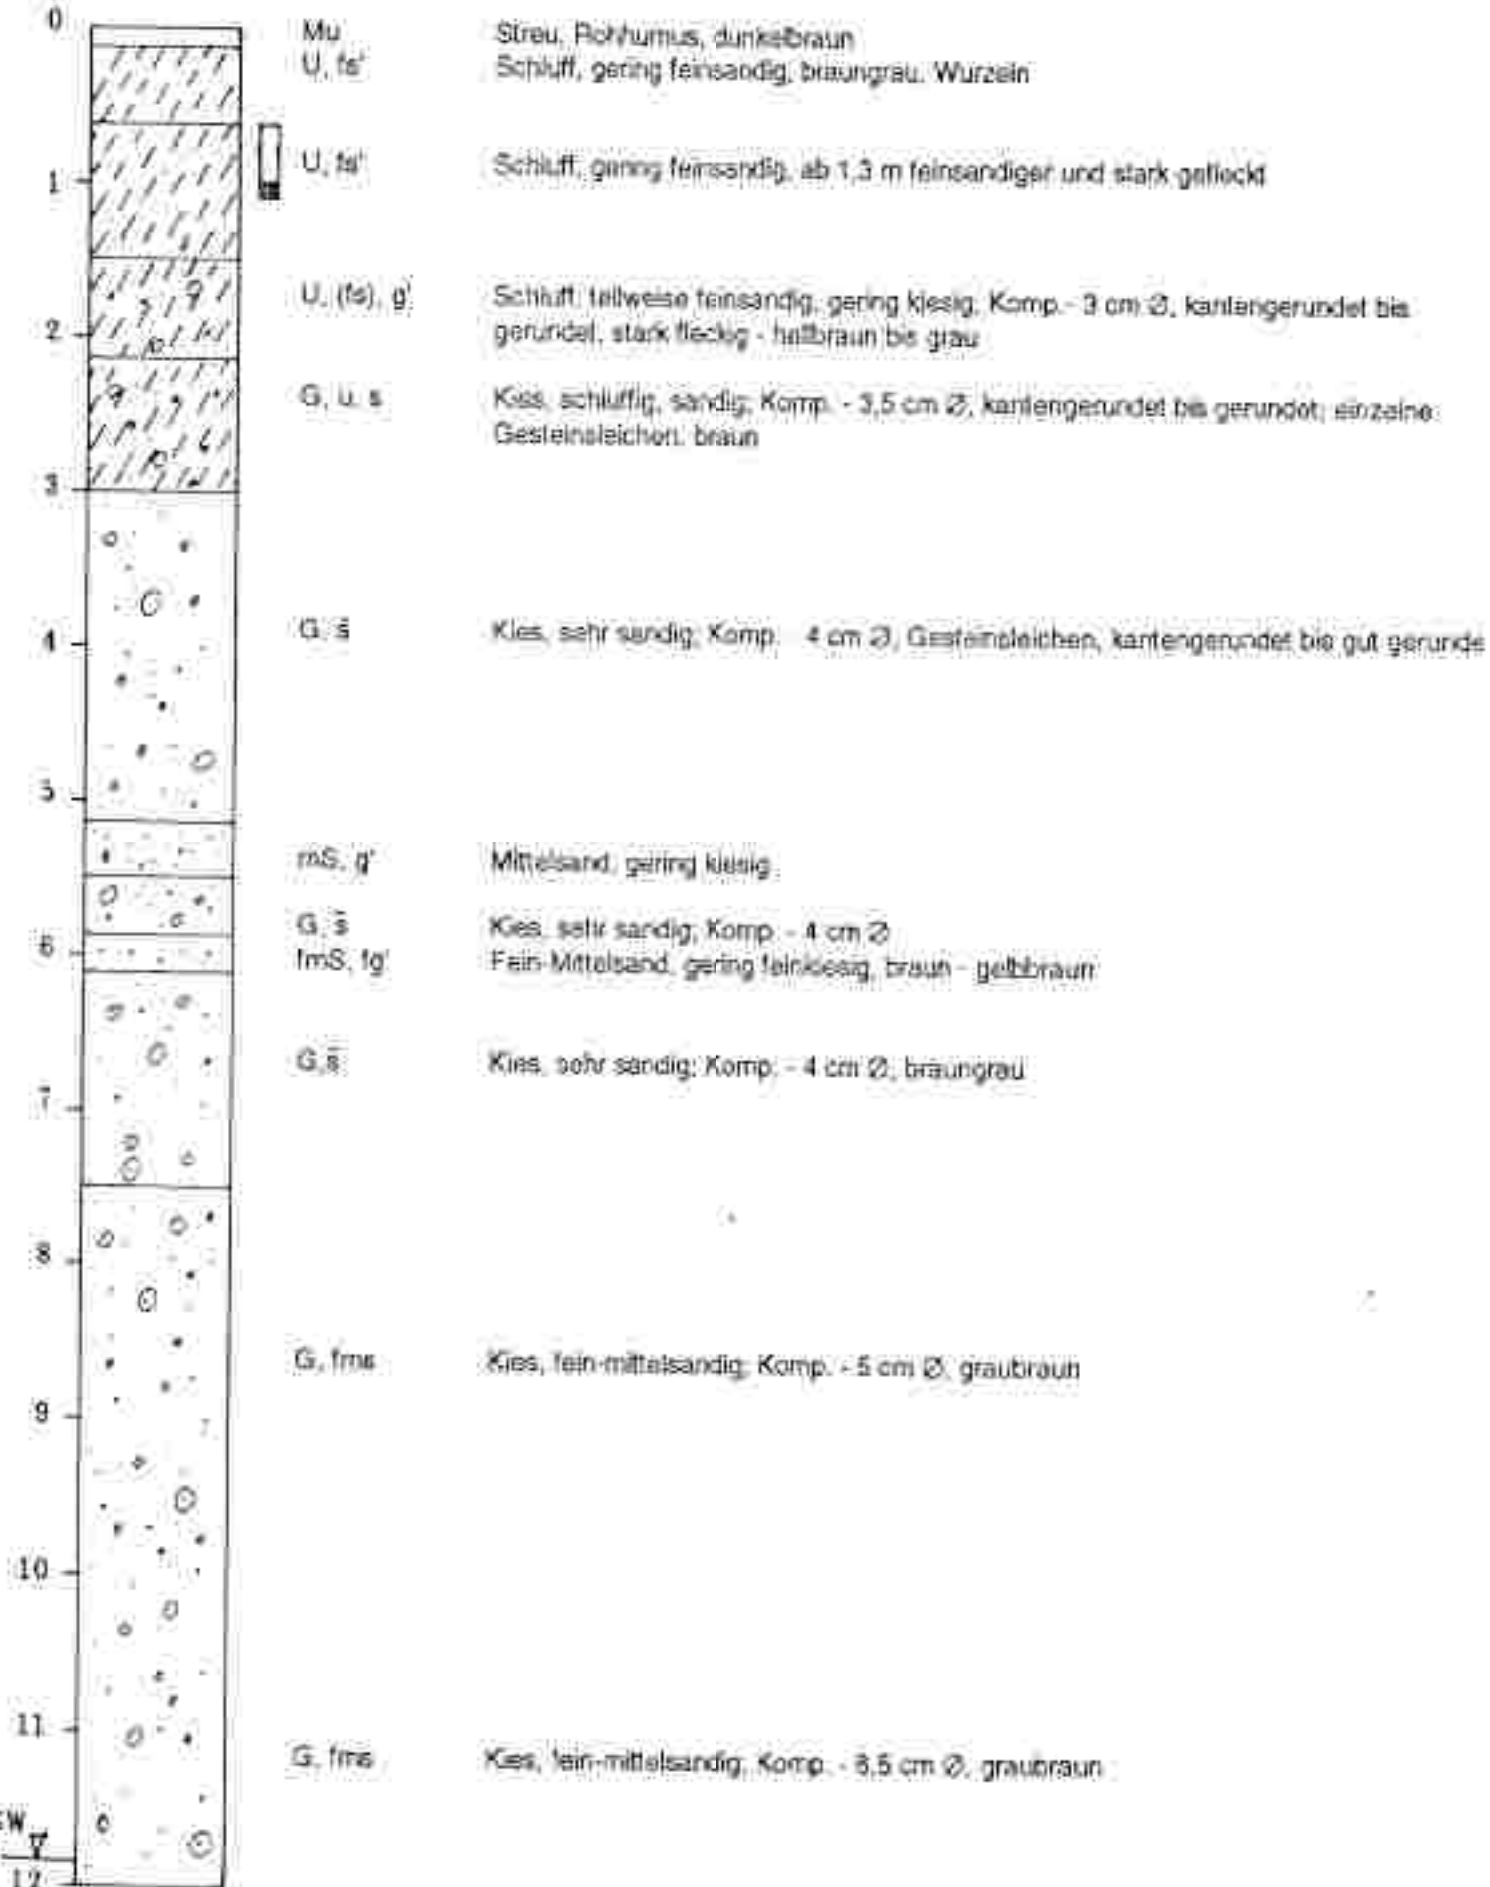 0
Mu Streu, Rohhumus, dunkelbraun
U, fs' Schluff, gering feinsandig, braungrau, Wurzeln
1
U, fs' Schluff, gering feinsandig, ab 1,3 m feinsandiger und stark gefleckt
U, (fs), g' Schluff, teilweise feinsandig, gering kiesig, Komp. - 3 cm Ø, kantengerundet bis
2
gerundet, stark fleckig - hellbraun bis grau
G, u, s Kies, schluffig, sandig; Komp. - 3,5 cm Ø, kantengerundet bis gerundet; einzelne
Gesteinsleichen, braun
3
4
G, s̄ Kies, sehr sandig; Komp. 4 cm Ø, Gesteinsleichen, kantengerundet bis gut gerunde
5
mS, g' Mittelsand, gering kiesig
G, s̄ Kies, sehr sandig; Komp. - 4 cm Ø
6
fmS, fg' Fein-Mittelsand, gering feinkiesig, braun - gelbbraun
G,s̄ Kies, sehr sandig; Komp. - 4 cm Ø, braungrau
7
8
G, fms Kies, fein-mittelsandig; Komp. - 5 cm Ø, graubraun
9
10
11
G, fms Kies, fein-mittelsandig; Komp. - 5 cm Ø, graubraun
W
12